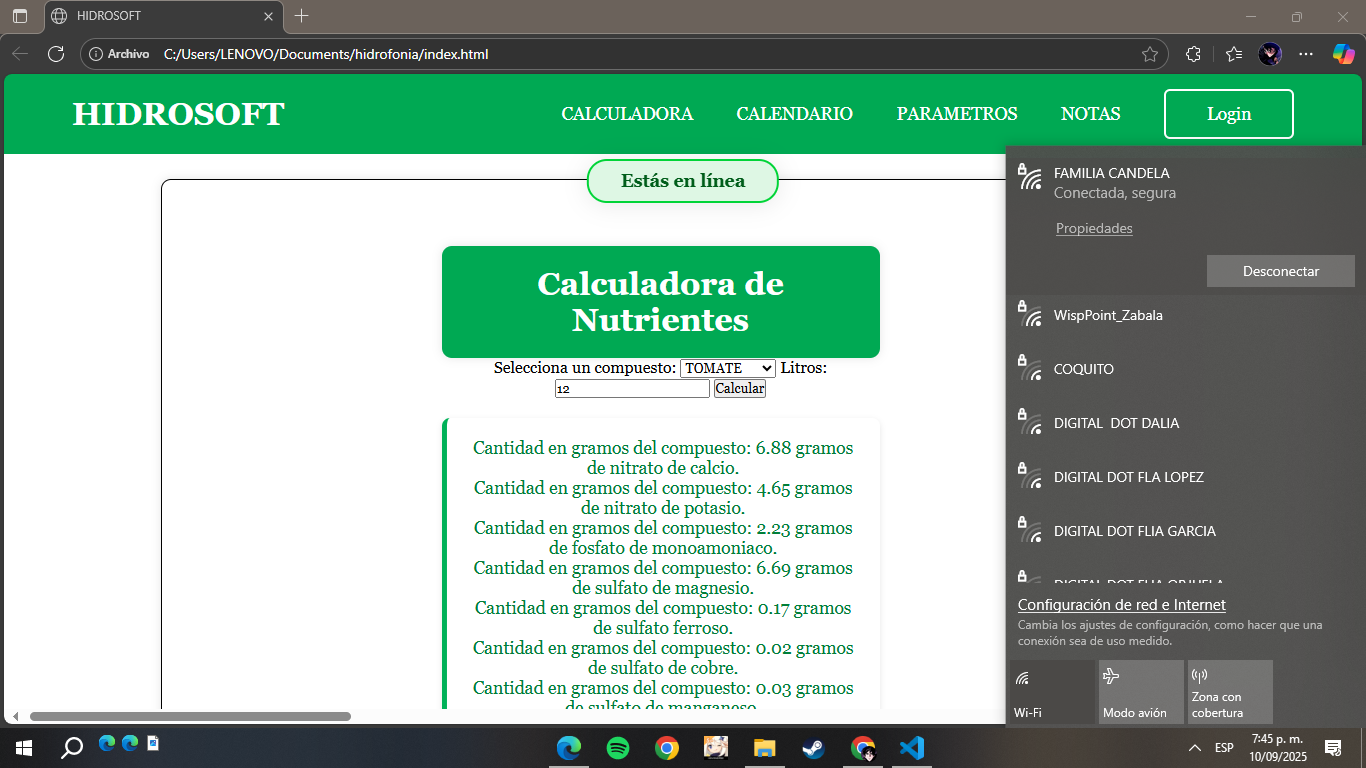 HIDROSOFT
Archivo C:/Users/LENOVO/Documents/hidrofonia/index.html
HIDROSOFT CALCULADORA CALENDARIO PARAMETROS NOTAS Login
Estás en línea
Calculadora de
Nutrientes
Selecciona un compuesto: TOMATE Litros:
12 Calcular
Cantidad en gramos del compuesto: 6.88 gramos
de nitrato de calcio.
Cantidad en gramos del compuesto: 4.65 gramos
de nitrato de potasio.
Cantidad en gramos del compuesto: 2.23 gramos
de fosfato de monoamoniaco.
Cantidad en gramos del compuesto: 6.69 gramos
de sulfato de magnesio.
Cantidad en gramos del compuesto: 0.17 gramos
de sulfato ferroso.
Cantidad en gramos del compuesto: 0.02 gramos
de sulfato de cobre.
Cantidad en gramos del compuesto: 0.03 gramos
de sulfato de manganeso
FAMILIA CANDELA
Conectada, segura
Propiedades
Desconectar
WispPoint_Zabala
COQUITO
DIGITAL DOT DALIA
DIGITAL DOT FLA LOPEZ
DIGITAL DOT FLIA GARCIA
DIGITAL DOT FLIA
Configuración de red e Internet
Cambia los ajustes de configuración, como hacer que una
conexión sea de uso medido.
Wi-Fi
Modo avión
Zona con
cobertura
ESP
7:45 p. m.
10/09/2025